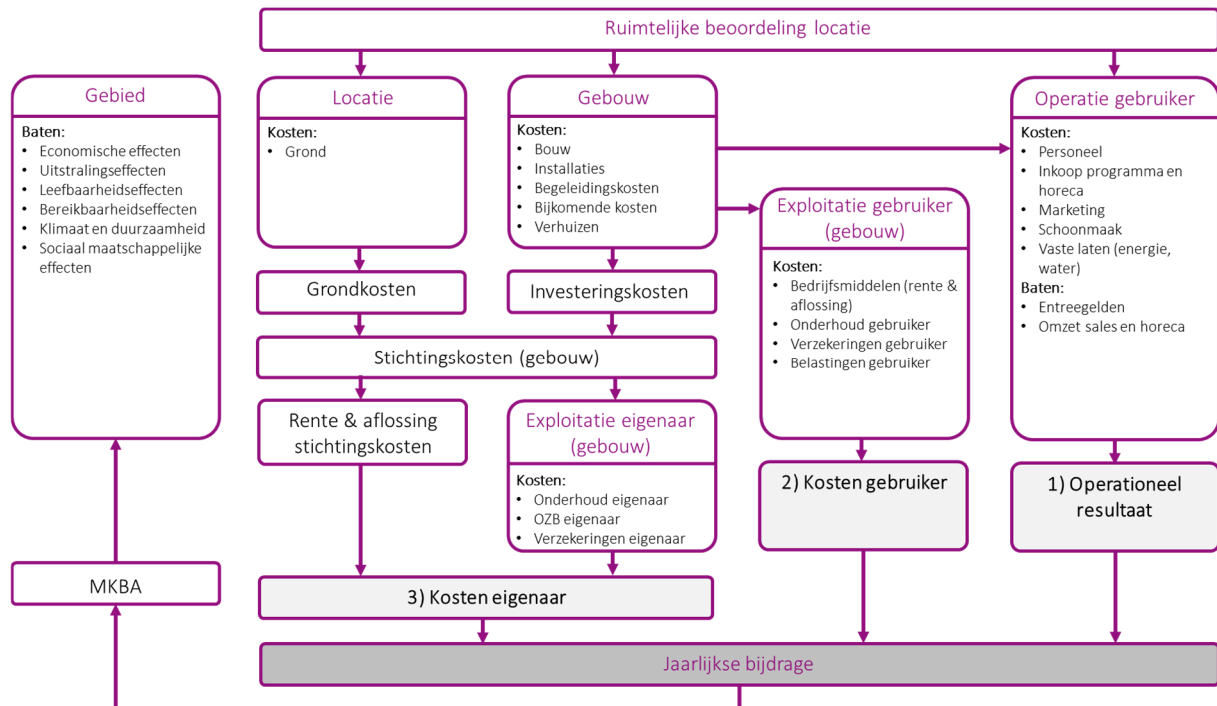 Ruimtelijke beoordeling locatie
Gebied
Baten:
• Economische effecten
• Uitstralingseffecten
• Leefbaarheidseffecten
• Bereikbaarheidseffecten
• Klimaat en duurzaamheid
• Sociaal maatschappelijke
effecten
MKBA
Locatie
Kosten:
• Grond
Grondkosten
Gebouw
Kosten:
• Bouw
• Installaties
• Begeleidingskosten
• Bijkomende kosten
• Verhuizen
Investeringskosten
Stichtingskosten (gebouw)
Rente & aflossing
stichtingskosten
Exploitatie eigenaar
(gebouw)
Kosten:
• Onderhoud eigenaar
• OZB eigenaar
• Verzekeringen eigenaar
3) Kosten eigenaar
Exploitatie gebruiker
(gebouw)
Kosten:
• Bedrijfsmiddelen (rente &
aflossing)
• Onderhoud gebruiker
• Verzekeringen gebruiker
• Belastingen gebruiker
2) Kosten gebruiker
Operatie gebruiker
Kosten:
• Personeel
• Inkoop programma en
horeca
• Marketing
• Schoonmaak
• Vaste laten (energie,
water)
Baten:
• Entreegelden
• Omzet sales en horeca
1) Operationeel
resultaat
Jaarlijkse bijdrage